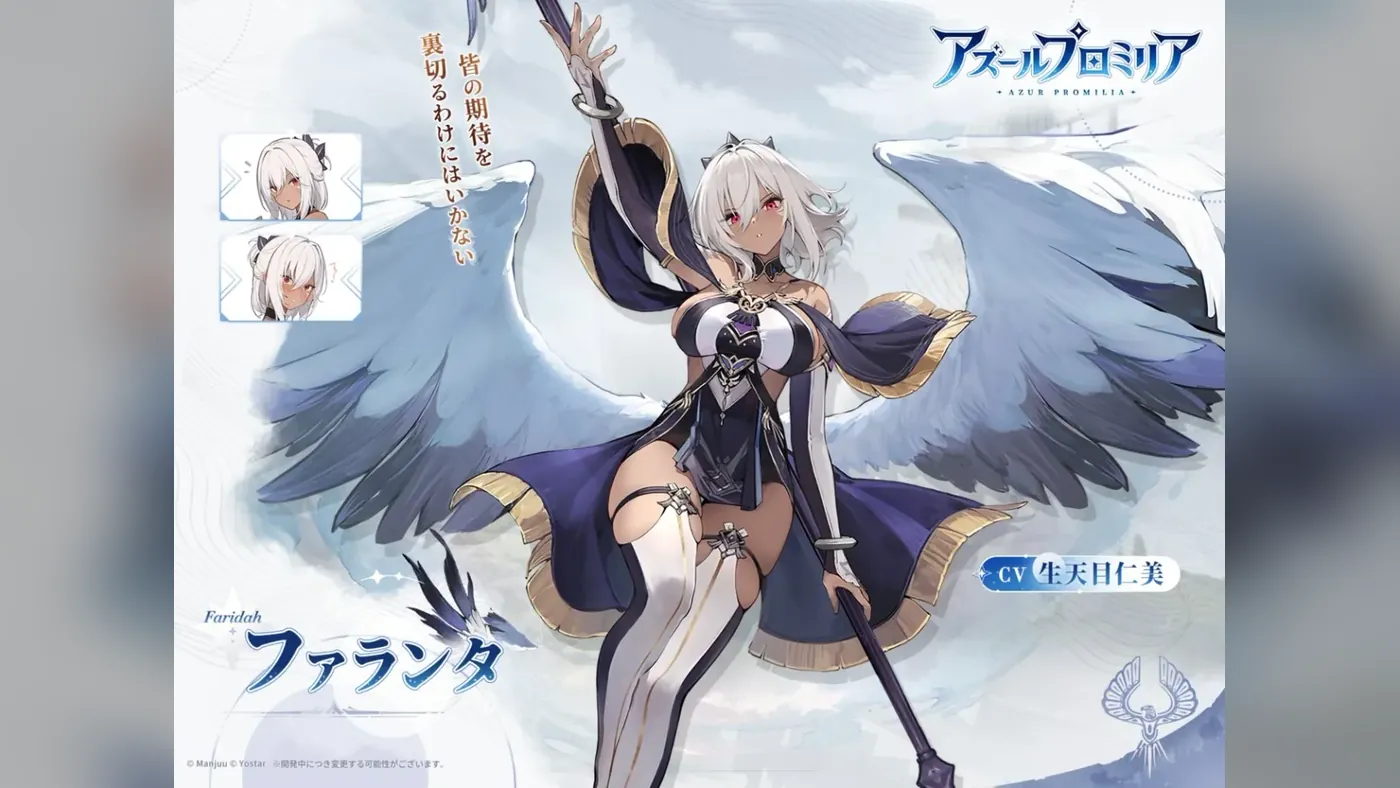 皆の期待を
裏切るわけにはいかない
アズールプロミリア
AZUR PROMILIA
CV 生天目仁美
Faridah
ファランタ
© Manjuu © Yostar ※開発中につき変更する可能性がございます。